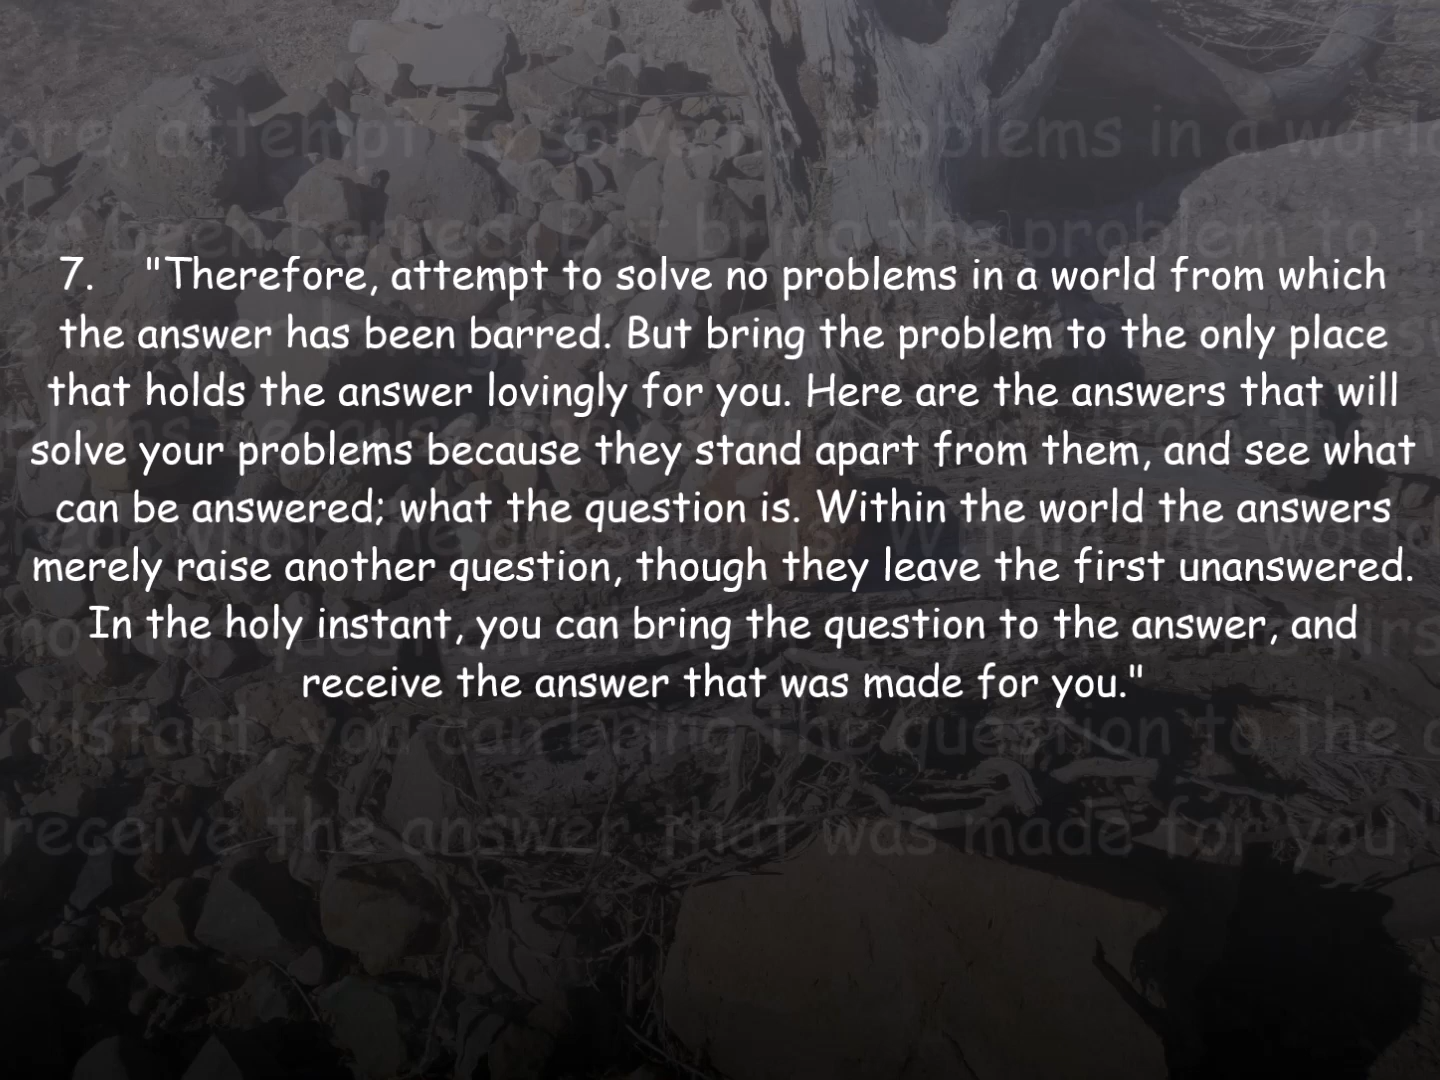 7. "Therefore, attempt to solve no problems in a world from which
the answer has been barred. But bring the problem to the only place
that holds the answer lovingly for you. Here are the answers that will
solve your problems because they stand apart from them, and see what
can be answered; what the question is. Within the world the answers
merely raise another question, though they leave the first unanswered.
In the holy instant, you can bring the question to the answer, and
receive the answer that was made for you."